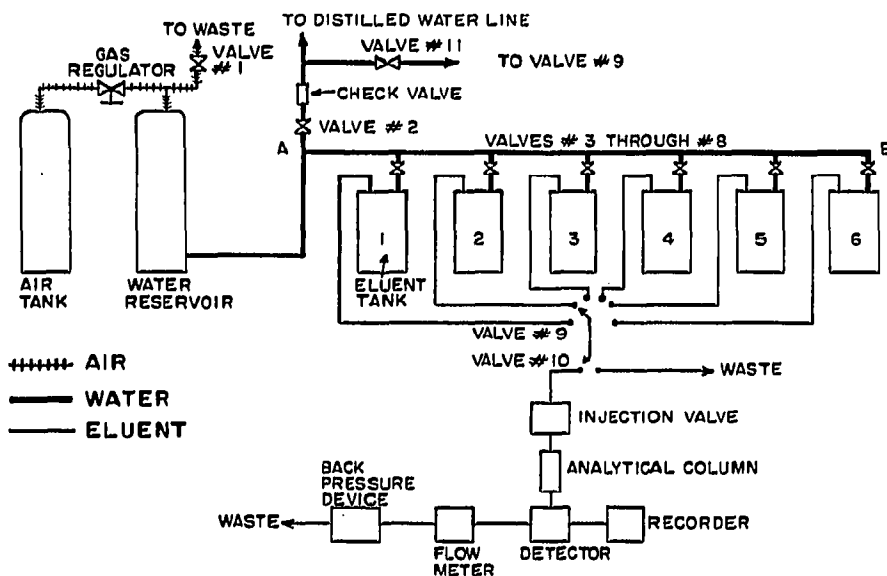 TO WASTE
VALVE
#1
GAS
REGULATOR
TO DISTILLED WATER LINE
VALVE #11
TO VALVE #9
CHECK VALVE
VALVE #2
A
VALVES #3 THROUGH #8
1
2
3
4
5
6
ELUENT
TANK
AIR
TANK
WATER
RESERVOIR
VALVE #9
VALVE #10
WASTE
AIR
WATER
ELUENT
INJECTION VALVE
ANALYTICAL COLUMN
BACK
PRESSURE
DEVICE
WASTE
FLOW
METER
DETECTOR
RECORDER